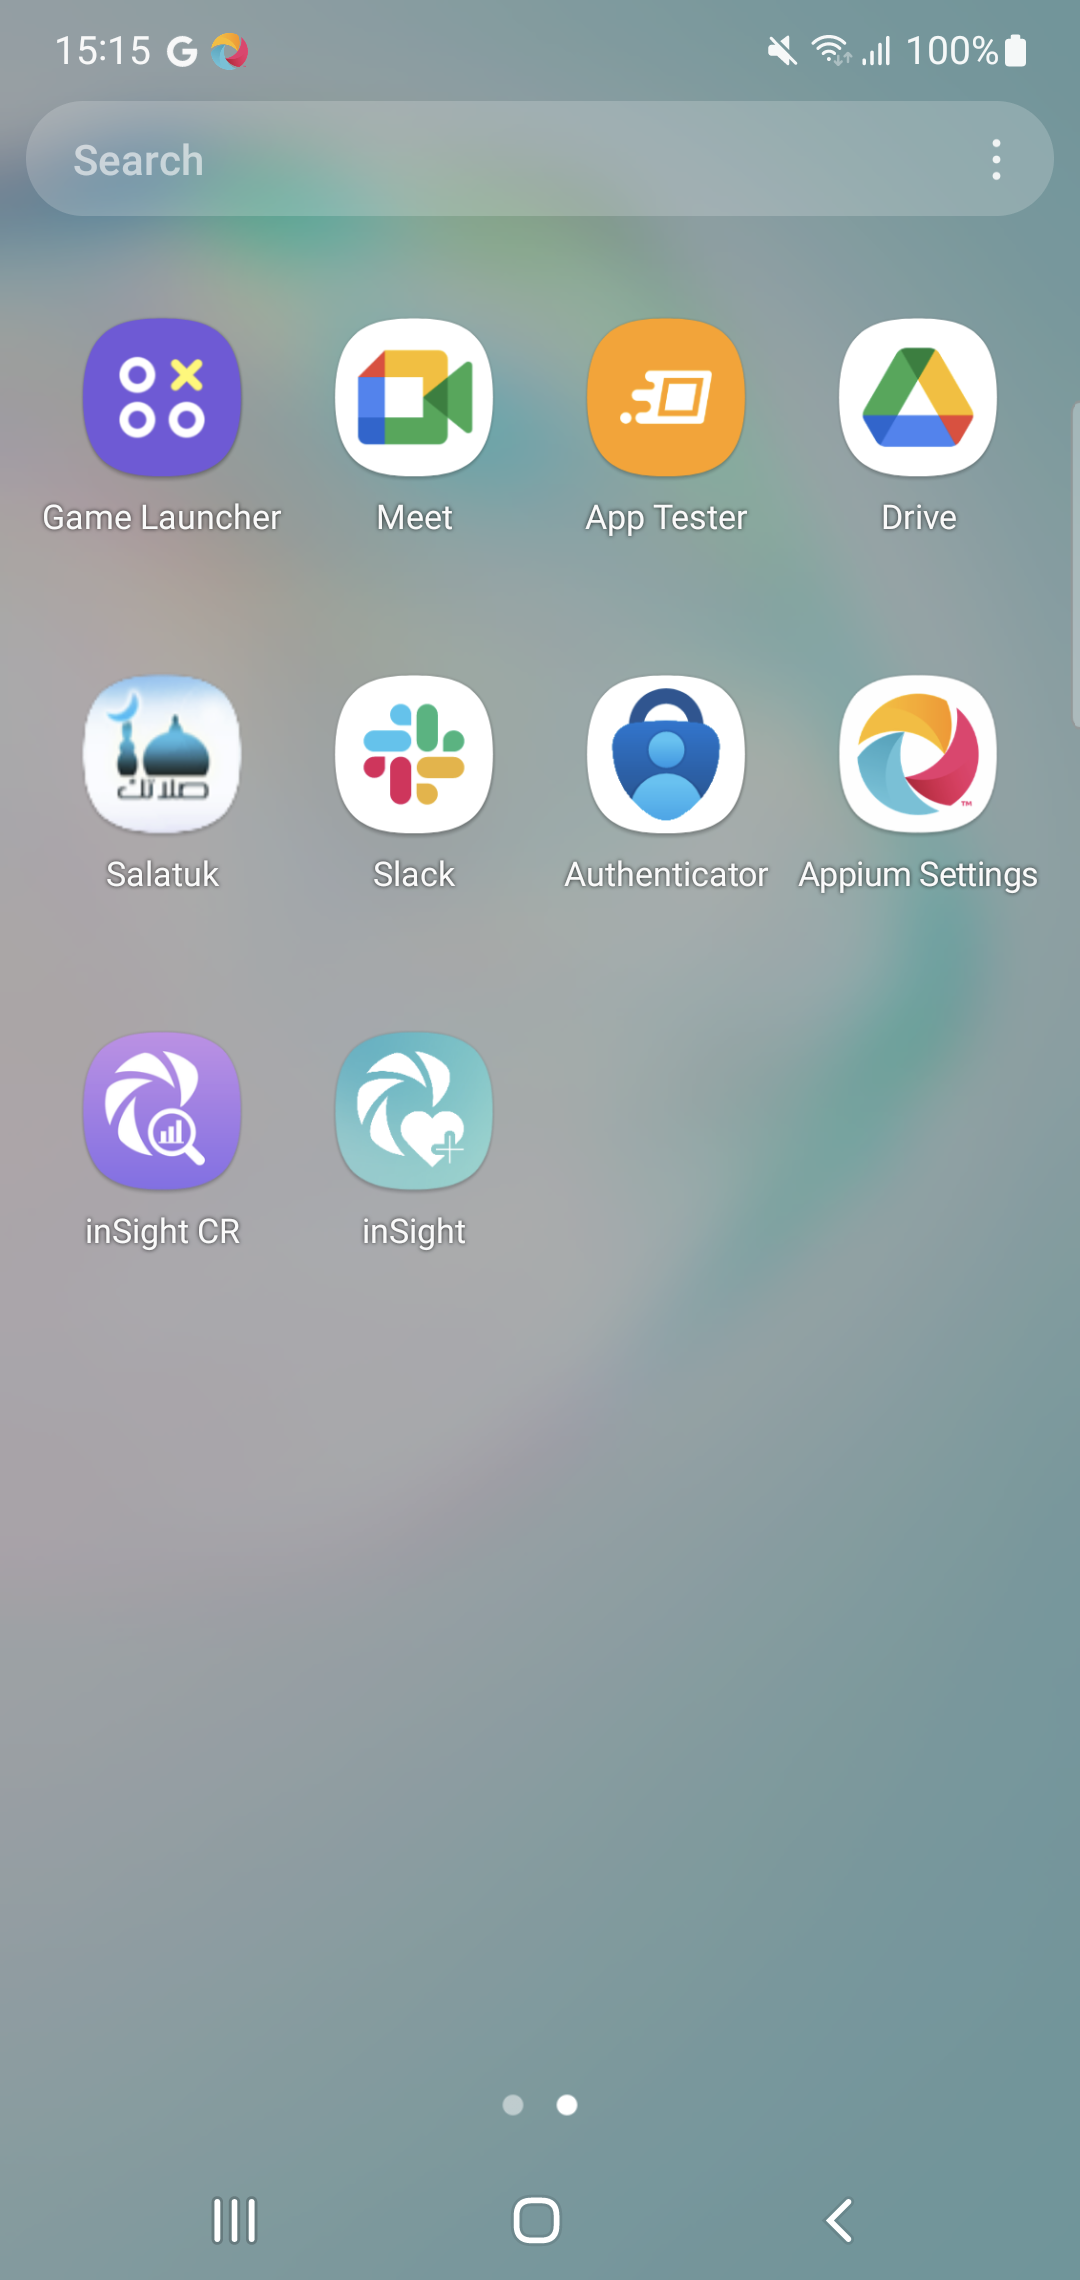 15:15
100%
Search
Game Launcher
Meet
App Tester
Drive
صلاتك
Salatuk
Slack
Authenticator
Appium Settings
TM
inSight CR
inSight